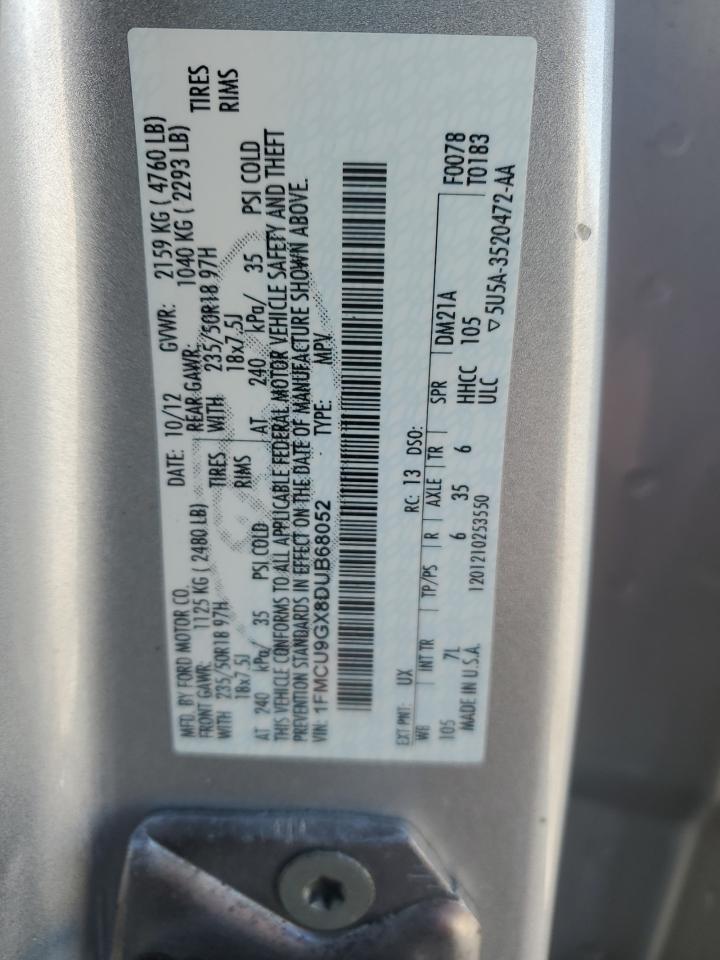 MFD. BY FORD MOTOR CO. DATE: 10/12 GVWR: 2159 KG ( 4760 LB)
FRONT GAWR: 1125 KG ( 2480 LB) REAR GAWR: 1040 KG ( 2293 LB)
WITH 235/50R18 97H TIRES WITH 235/50R18 97H TIRES
18x7.5J RIMS 18x7.5J RIMS
AT 240 kPa/ 35 PSI COLD AT 240 kPa/ 35 PSI COLD
THIS VEHICLE CONFORMS TO ALL APPLICABLE FEDERAL MOTOR VEHICLE SAFETY AND THEFT
PREVENTION STANDARDS IN EFFECT ON THE DATE OF MANUFACTURE SHOWN ABOVE.
VIN: 1FMCU9GX8DUB68052 TYPE: MPV
EXT PNT: UX RC: 13 DSO: F0078
WB INT TR TP/PS R AXLE TR SPR DM21A T0183
105 7L 6 35 6 HHCC 105
MADE IN U.S.A. 1201210253550 ULC ▽5U5A-3520472-AA